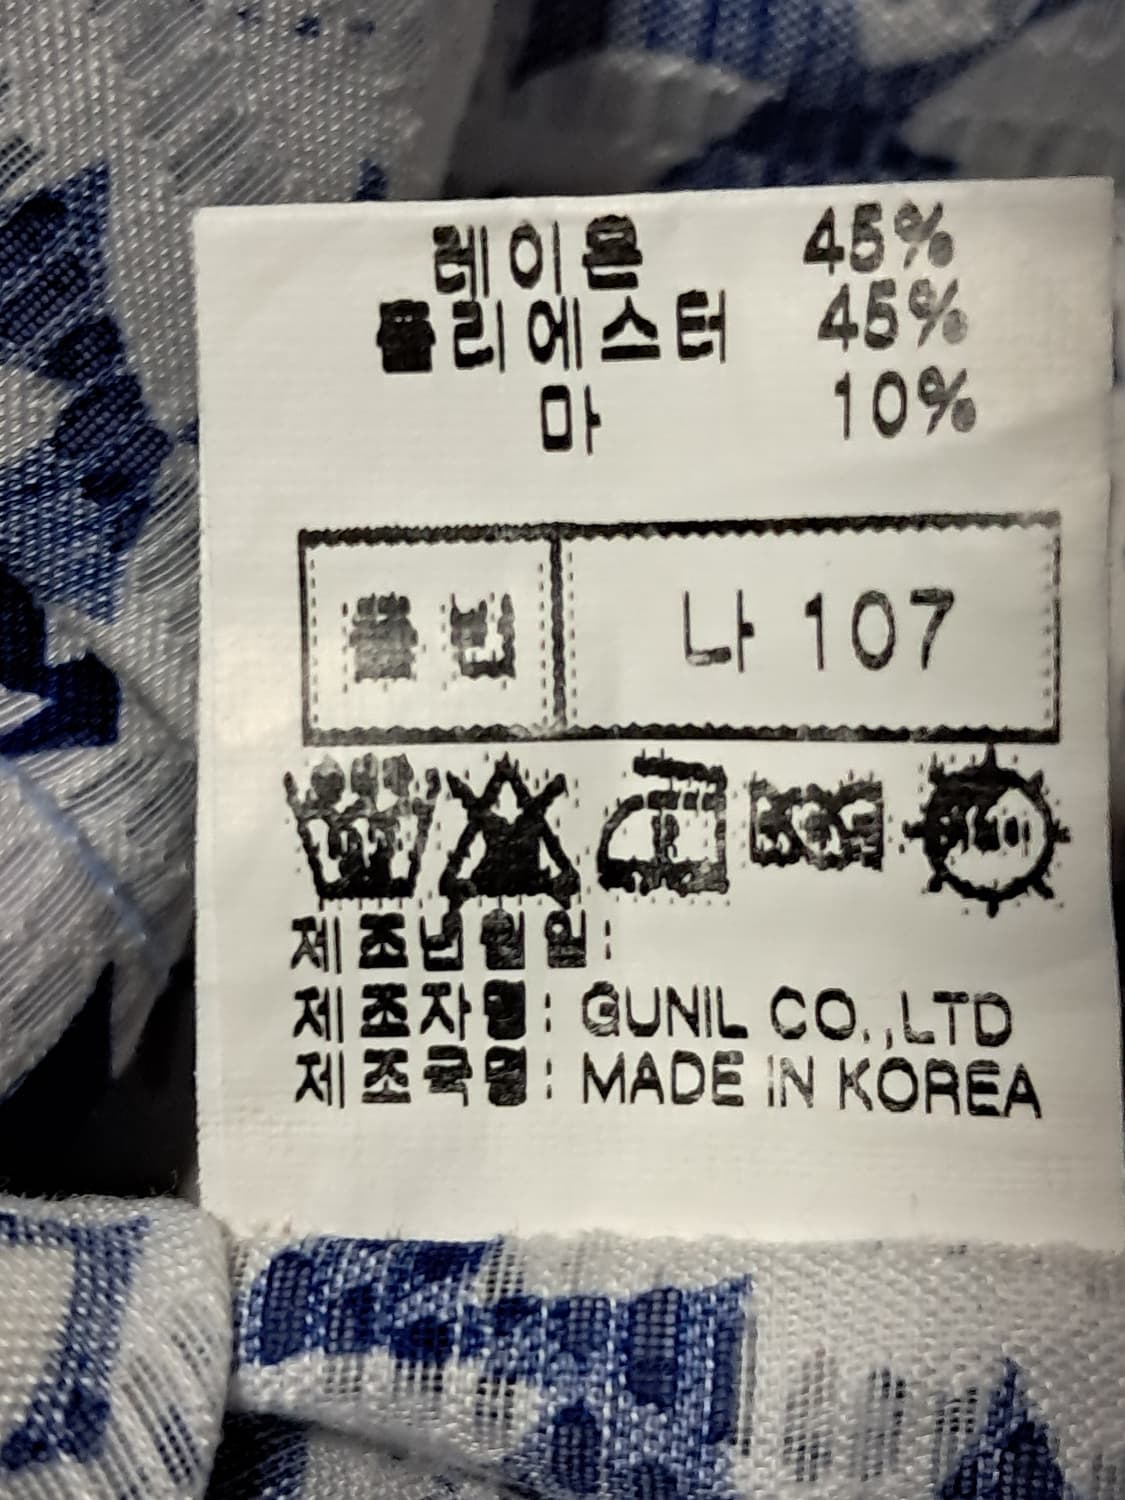 레이온 45%
폴리에스터 45%
마 10%
품번 나 107
제조년월일:
제조자명: GUNIL CO.,LTD
제조국명: MADE IN KOREA